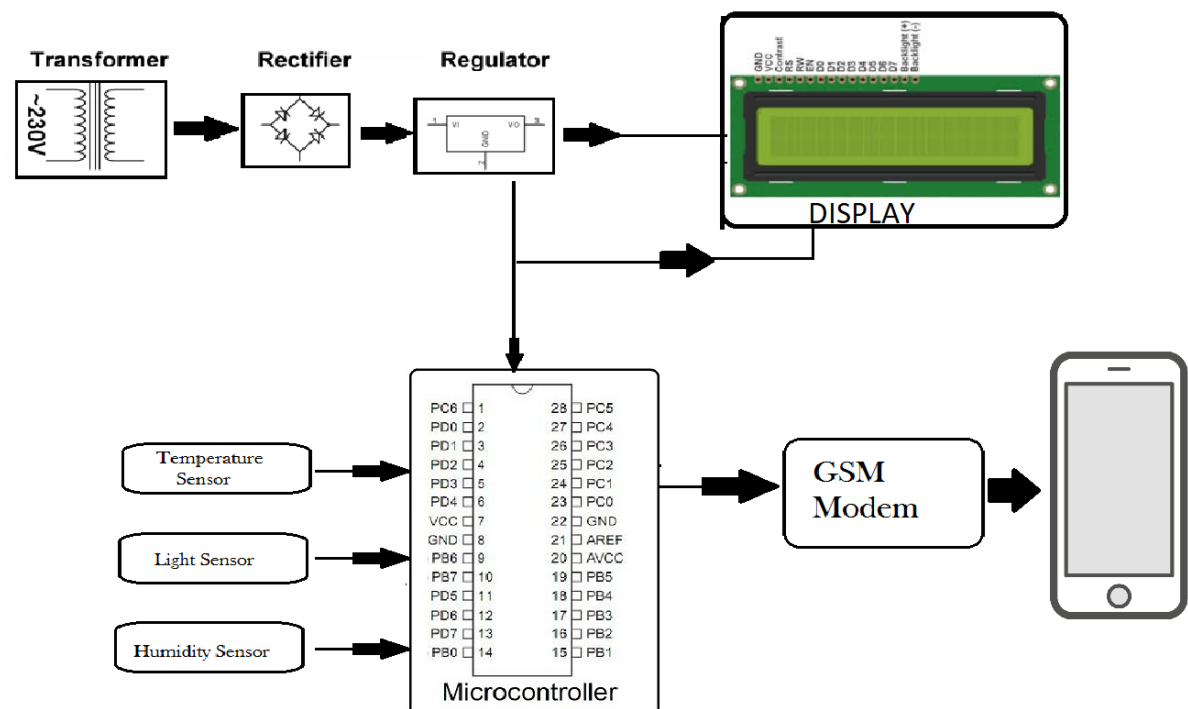 Transformer
Rectifier
Regulator
~230V
VI
VO
GND
1
2
3
GND
VCC
Contrast
RS
RW
EN
D0
D1
D2
D3
D4
D5
D6
D7
Backlight (+)
Backlight (-)
DISPLAY
Temperature
Sensor
Light Sensor
Humidity Sensor
PC6 1 28 PC5
PD0 2 27 PC4
PD1 3 26 PC3
PD2 4 25 PC2
PD3 5 24 PC1
PD4 6 23 PC0
VCC 7 22 GND
GND 8 21 AREF
PB6 9 20 AVCC
PB7 10 19 PB5
PD5 11 18 PB4
PD6 12 17 PB3
PD7 13 16 PB2
PB0 14 15 PB1
Microcontroller
GSM
Modem